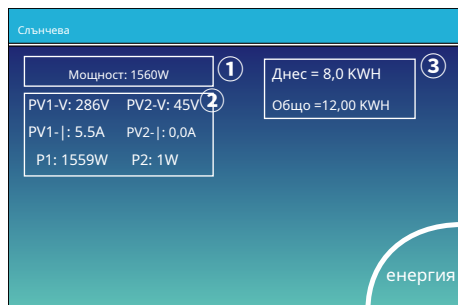 Слънчева
Мощност: 1560W
①
PV1-V: 286V PV2-V: 45V
②
PV1-|: 5.5A PV2-|: 0,0A
P1: 1559W P2: 1W
Днес = 8,0 KWH
③
Общо =12,00 KWH
енергия